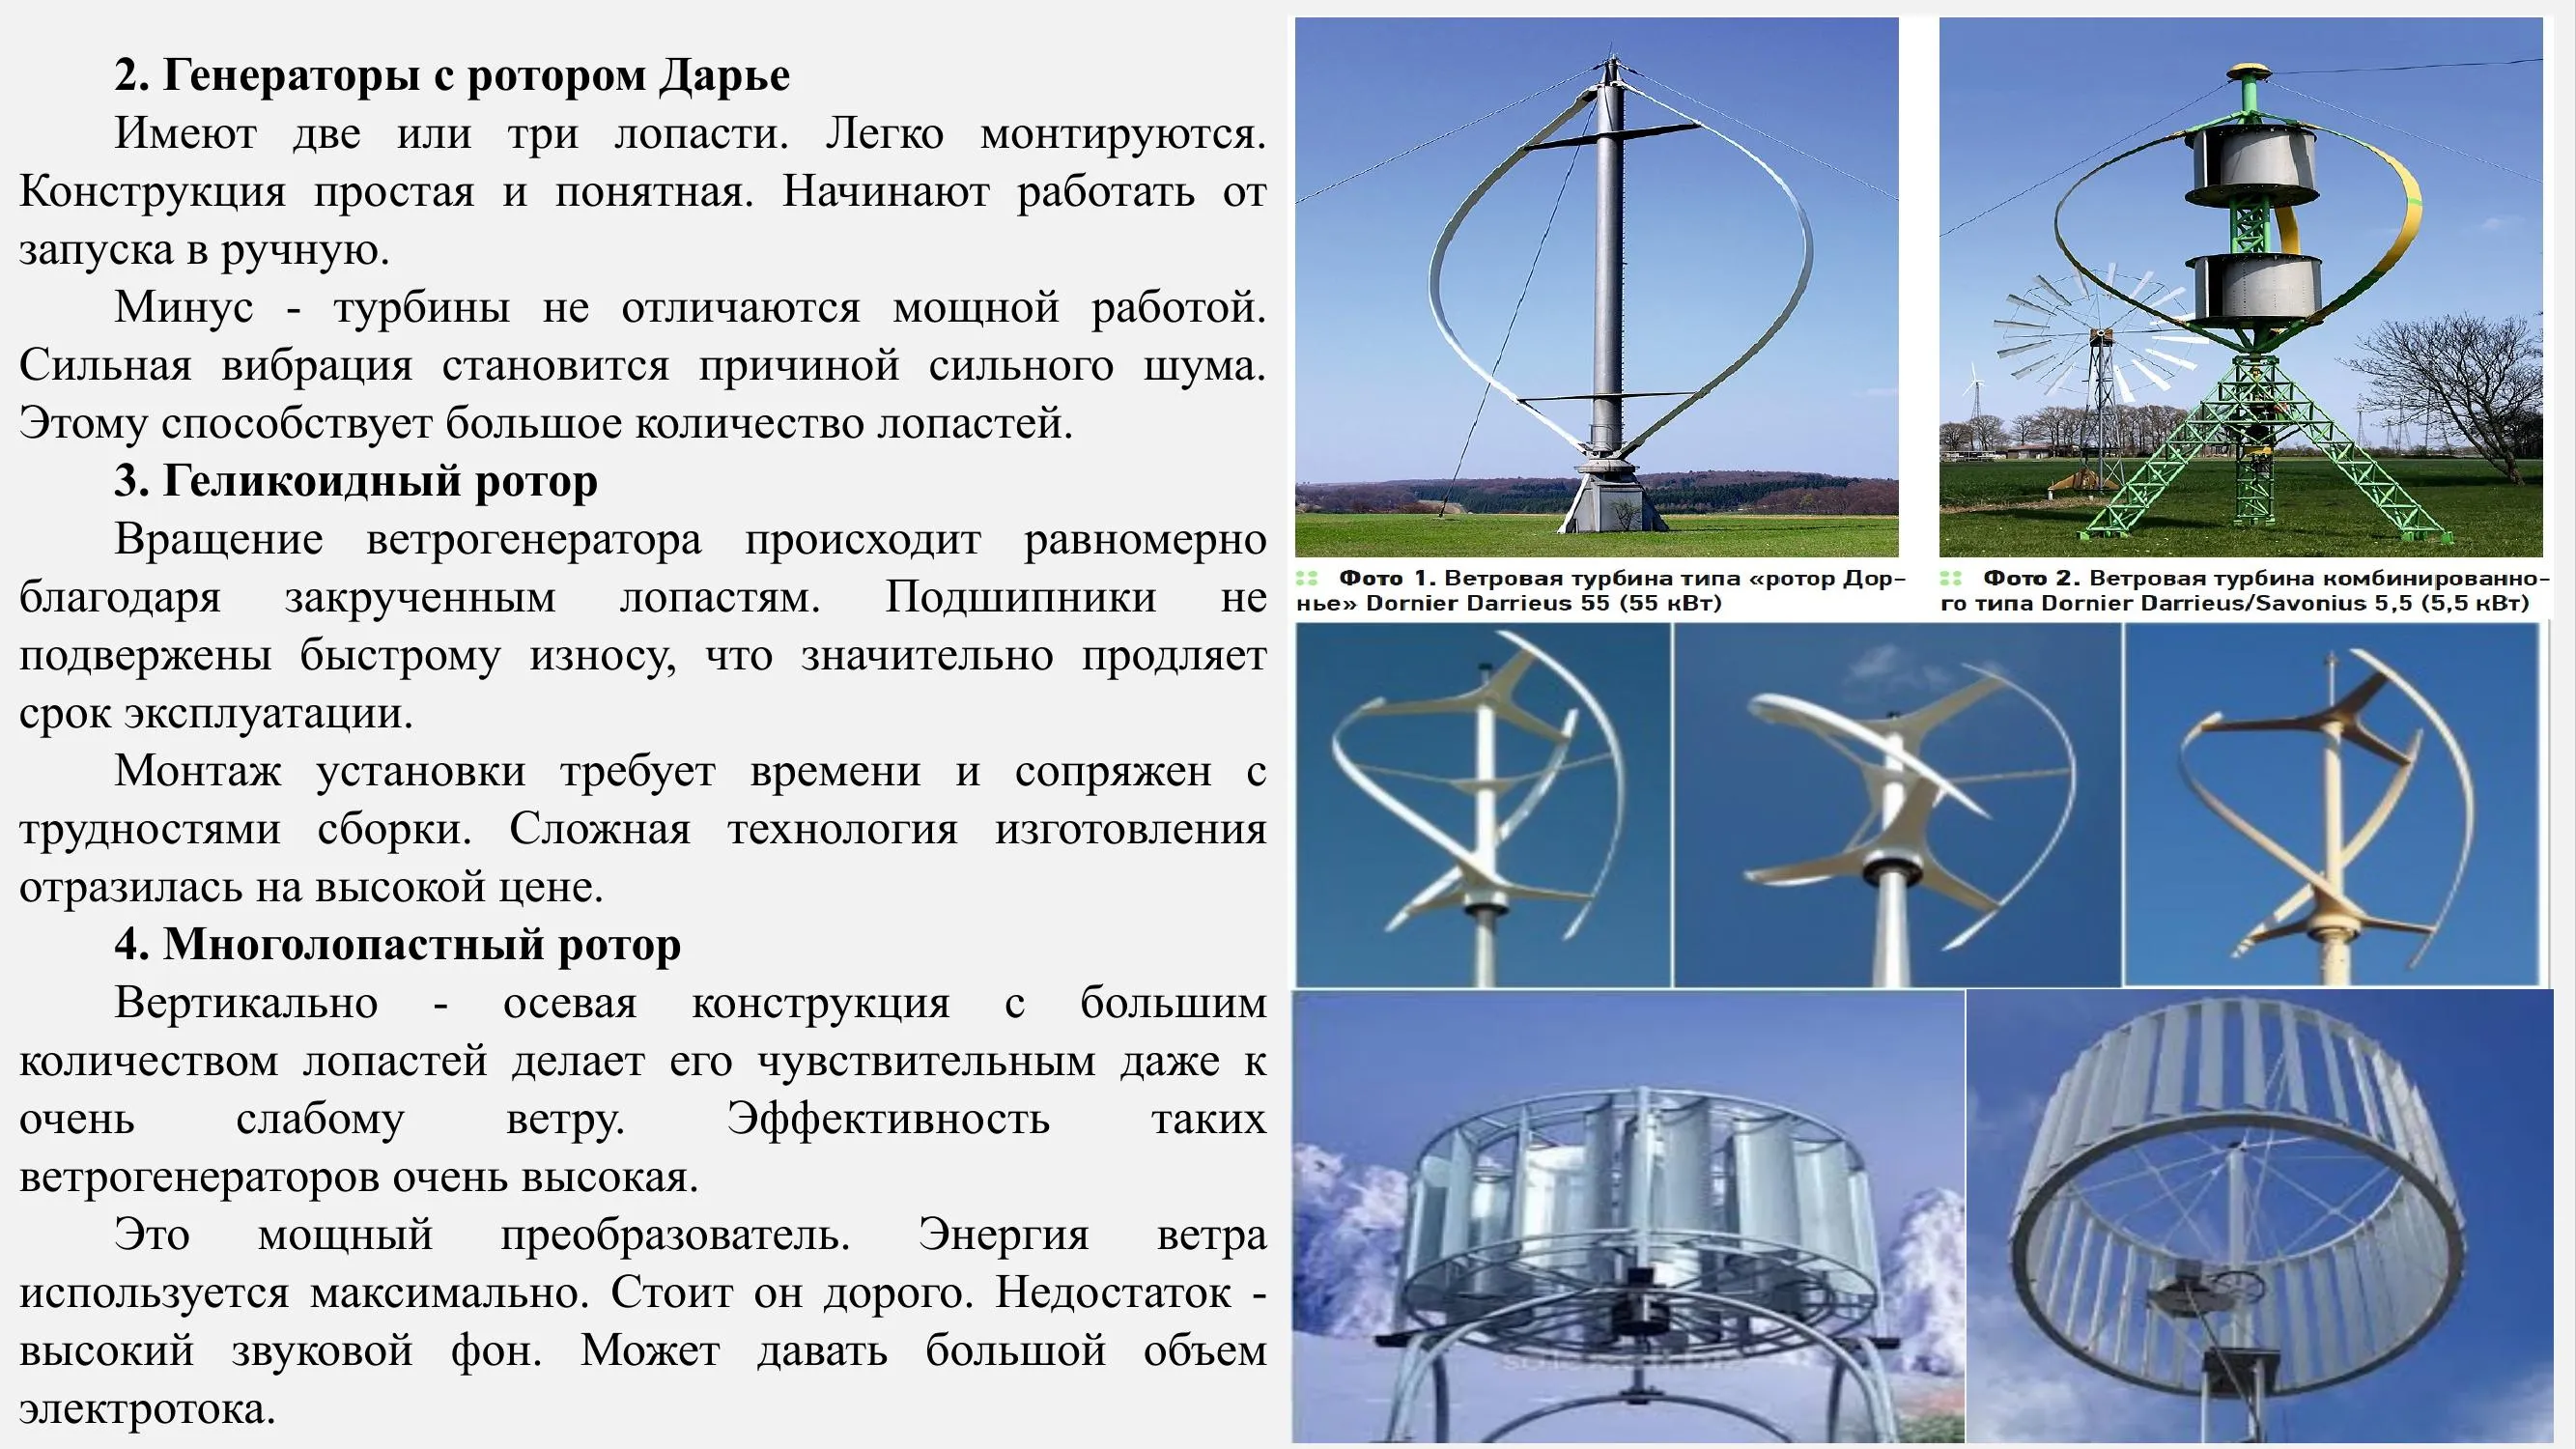 2. Генераторы с ротором Дарье
Имеют две или три лопасти. Легко монтируются.
Конструкция простая и понятная. Начинают работать от
запуска в ручную.
Минус - турбины не отличаются мощной работой.
Сильная вибрация становится причиной сильного шума.
Этому способствует большое количество лопастей.
3. Геликоидный ротор
Вращение ветрогенератора происходит равномерно
благодаря закрученным лопастям. Подшипники не
подвержены быстрому износу, что значительно продляет
срок эксплуатации.
Монтаж установки требует времени и сопряжен с
трудностями сборки. Сложная технология изготовления
отразилась на высокой цене.
4. Многолопастный ротор
Вертикально - осевая конструкция с большим
количеством лопастей делает его чувствительным даже к
очень слабому ветру. Эффективность таких
ветрогенераторов очень высокая.
Это мощный преобразователь. Энергия ветра
используется максимально. Стоит он дорого. Недостаток -
высокий звуковой фон. Может давать большой объем
электротока.
Фото 1. Ветровая турбина типа «ротор Дор-
нье» Dornier Darrieus 55 (55 кВт)
Фото 2. Ветровая турбина комбинированно-
го типа Dornier Darrieus/Savonius 5,5 (5,5 кВт)